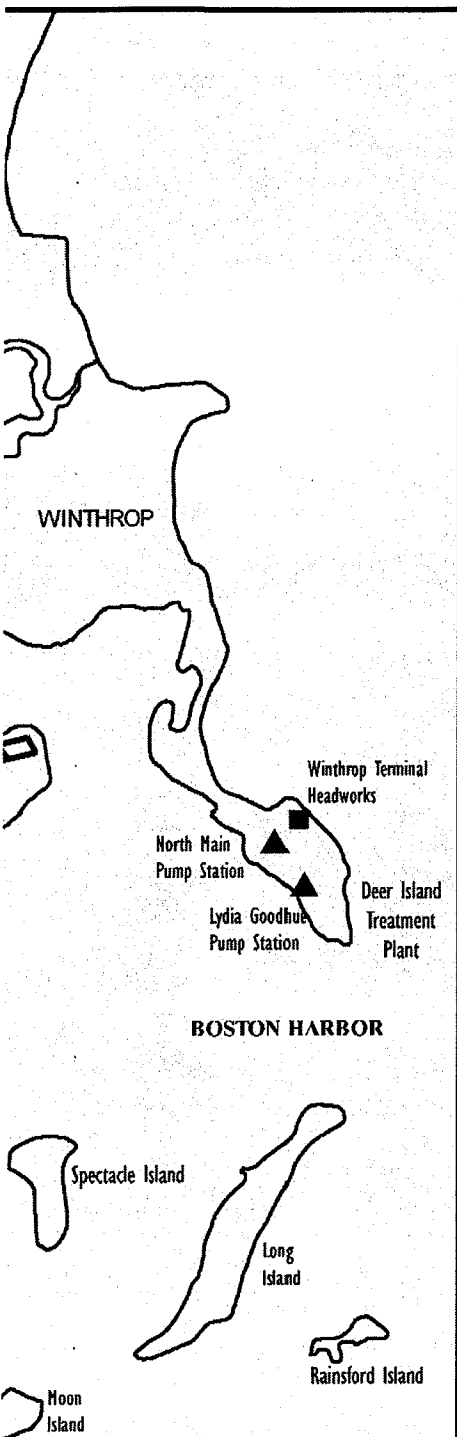 WINTHROP
Winthrop Terminal
Headworks
North Main
Pump Station
Lydia Goodhue
Pump Station
Deer Island
Treatment
Plant
BOSTON HARBOR
Spectacle Island
Long
Island
Rainsford Island
Moon
Island